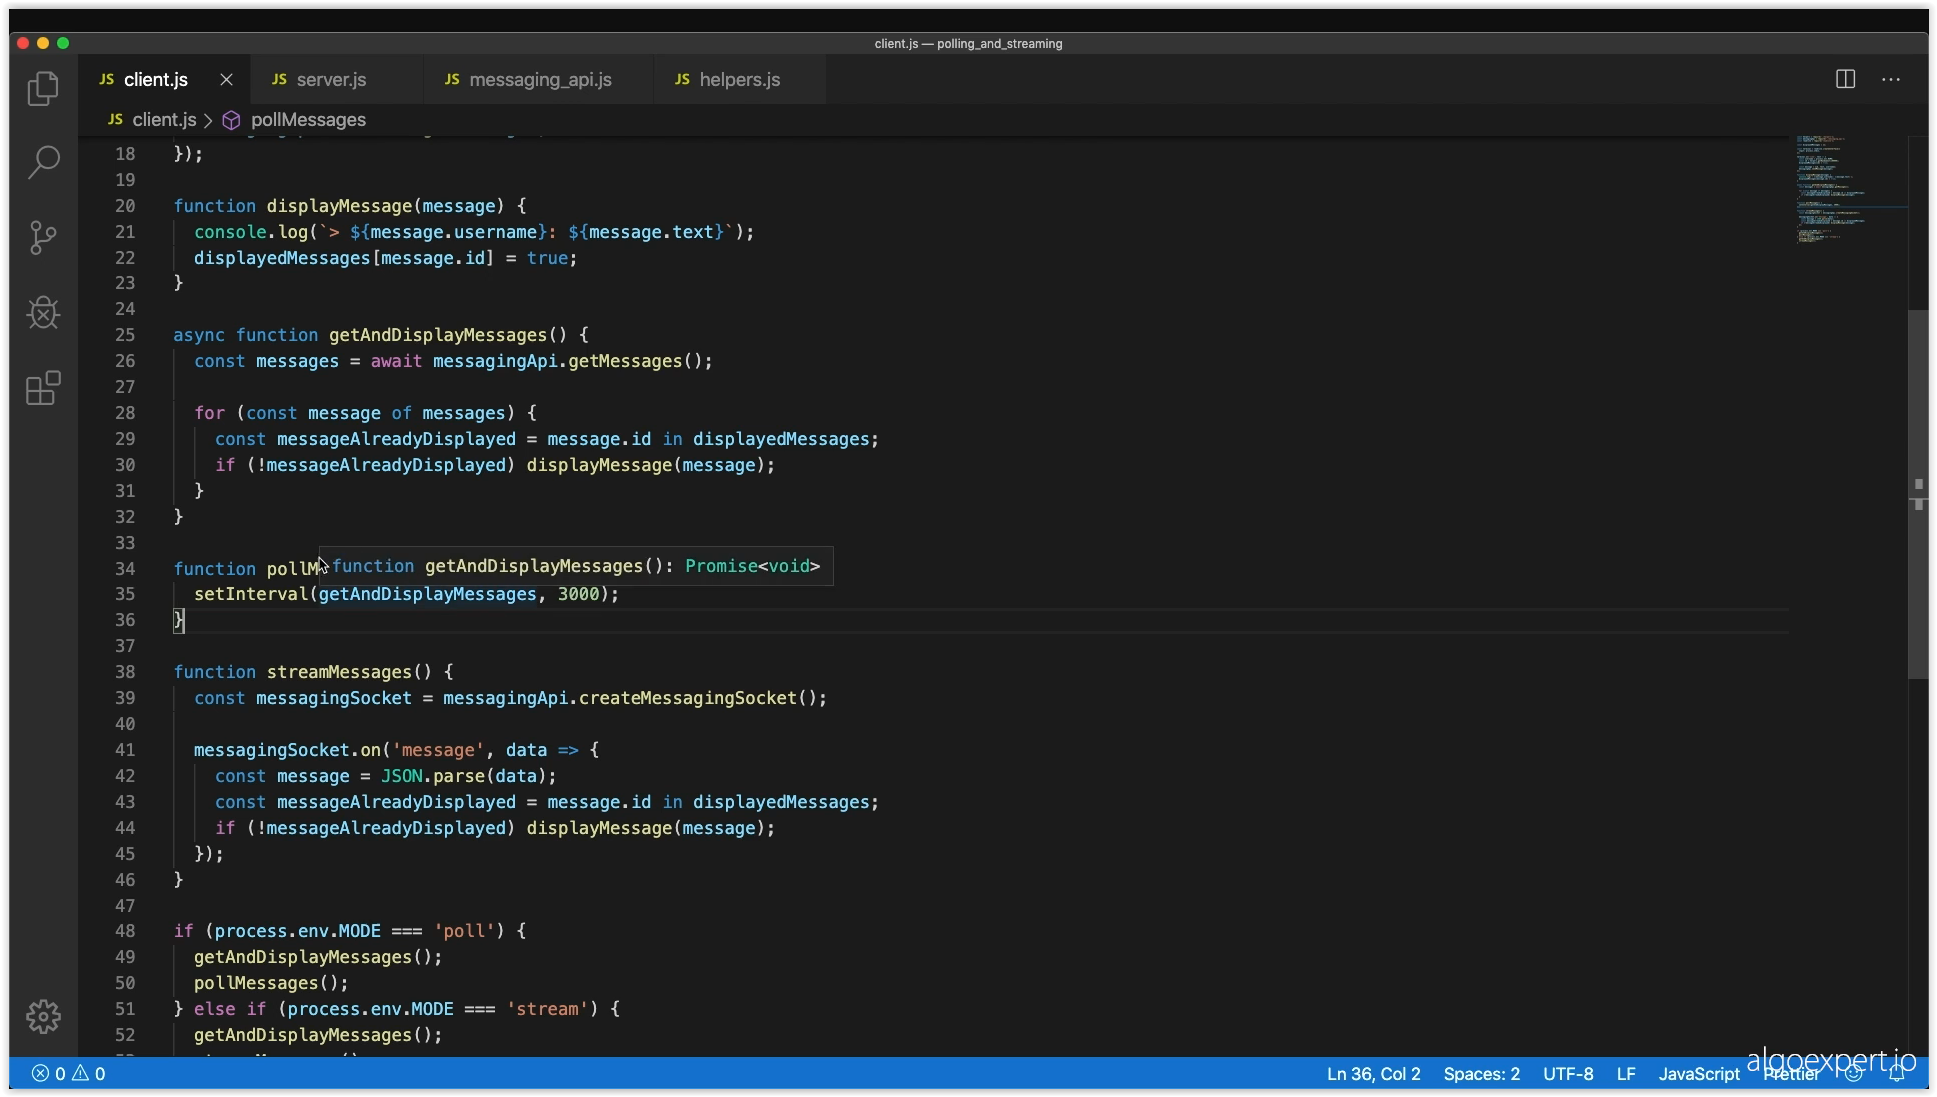 client.js — polling_and_streaming
JS client.js JS server.js JS messaging_api.js JS helpers.js
JS client.js > pollMessages
18 });
19
20 function displayMessage(message) {
21 console.log(`> ${message.username}: ${message.text}`);
22 displayedMessages[message.id] = true;
23 }
24
25 async function getAndDisplayMessages() {
26 const messages = await messagingApi.getMessages();
27
28 for (const message of messages) {
29 const messageAlreadyDisplayed = message.id in displayedMessages;
30 if (!messageAlreadyDisplayed) displayMessage(message);
31 }
32 }
33
34 function pollM function getAndDisplayMessages(): Promise<void>
35 setInterval(getAndDisplayMessages, 3000);
36 }
37
38 function streamMessages() {
39 const messagingSocket = messagingApi.createMessagingSocket();
40
41 messagingSocket.on('message', data => {
42 const message = JSON.parse(data);
43 const messageAlreadyDisplayed = message.id in displayedMessages;
44 if (!messageAlreadyDisplayed) displayMessage(message);
45 });
46 }
47
48 if (process.env.MODE === 'poll') {
49 getAndDisplayMessages();
50 pollMessages();
51 } else if (process.env.MODE === 'stream') {
52 getAndDisplayMessages();
0 0 Ln 36, Col 2 Spaces: 2 UTF-8 LF JavaScript Prettier
algoexpert.io